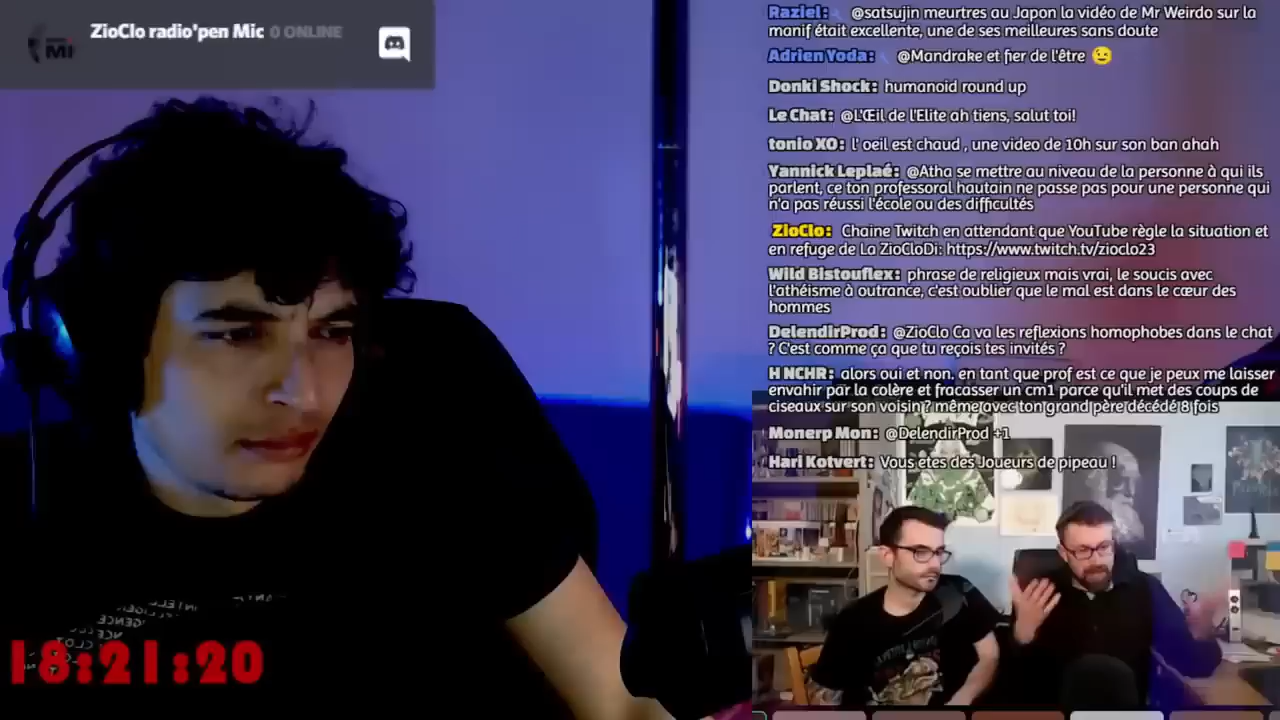 ZioClo radio'pen Mic 0 ONLINE
MI
Raziel: @satsujin meurtres au Japon la vidéo de Mr Weirdo sur la
manif était excellente, une de ses meilleures sans doute
Adrien Yoda: @Mandrake et fier de l'être 😉
Donki Shock: humanoid round up
Le Chat: @L'Œil de l'Elite ah tiens, salut toi!
tonio XO: l' oeil est chaud , une video de 10h sur son ban ahah
Yannick Leplaé: @Atha se mettre au niveau de la personne à qui ils
parlent, ce ton professoral hautain ne passe pas pour une personne qui
n'a pas réussi l'école ou des difficultés
ZioClo: Chaine Twitch en attendant que YouTube règle la situation et
en refuge de La ZioCloDi: https://www.twitch.tv/zioclo23
Wild Bistouflex: phrase de religieux mais vrai, le soucis avec
l'athéisme à outrance, c'est oublier que le mal est dans le cœur des
hommes
DelendirProd: @ZioClo Ca va les reflexions homophobes dans le chat
? C'est comme ça que tu reçois tes invités ?
H NCHR: alors oui et non. en tant que prof est ce que je peux me laisser
envahir par la colère et fracasser un cm1 parce qu'il met des coups de
ciseaux sur son voisin ? même avec ton grand père décédé 8 fois
Monerp Mon: @DelendirProd +1
Hari Kotvert: Vous etes des Joueurs de pipeau !
18:21:20